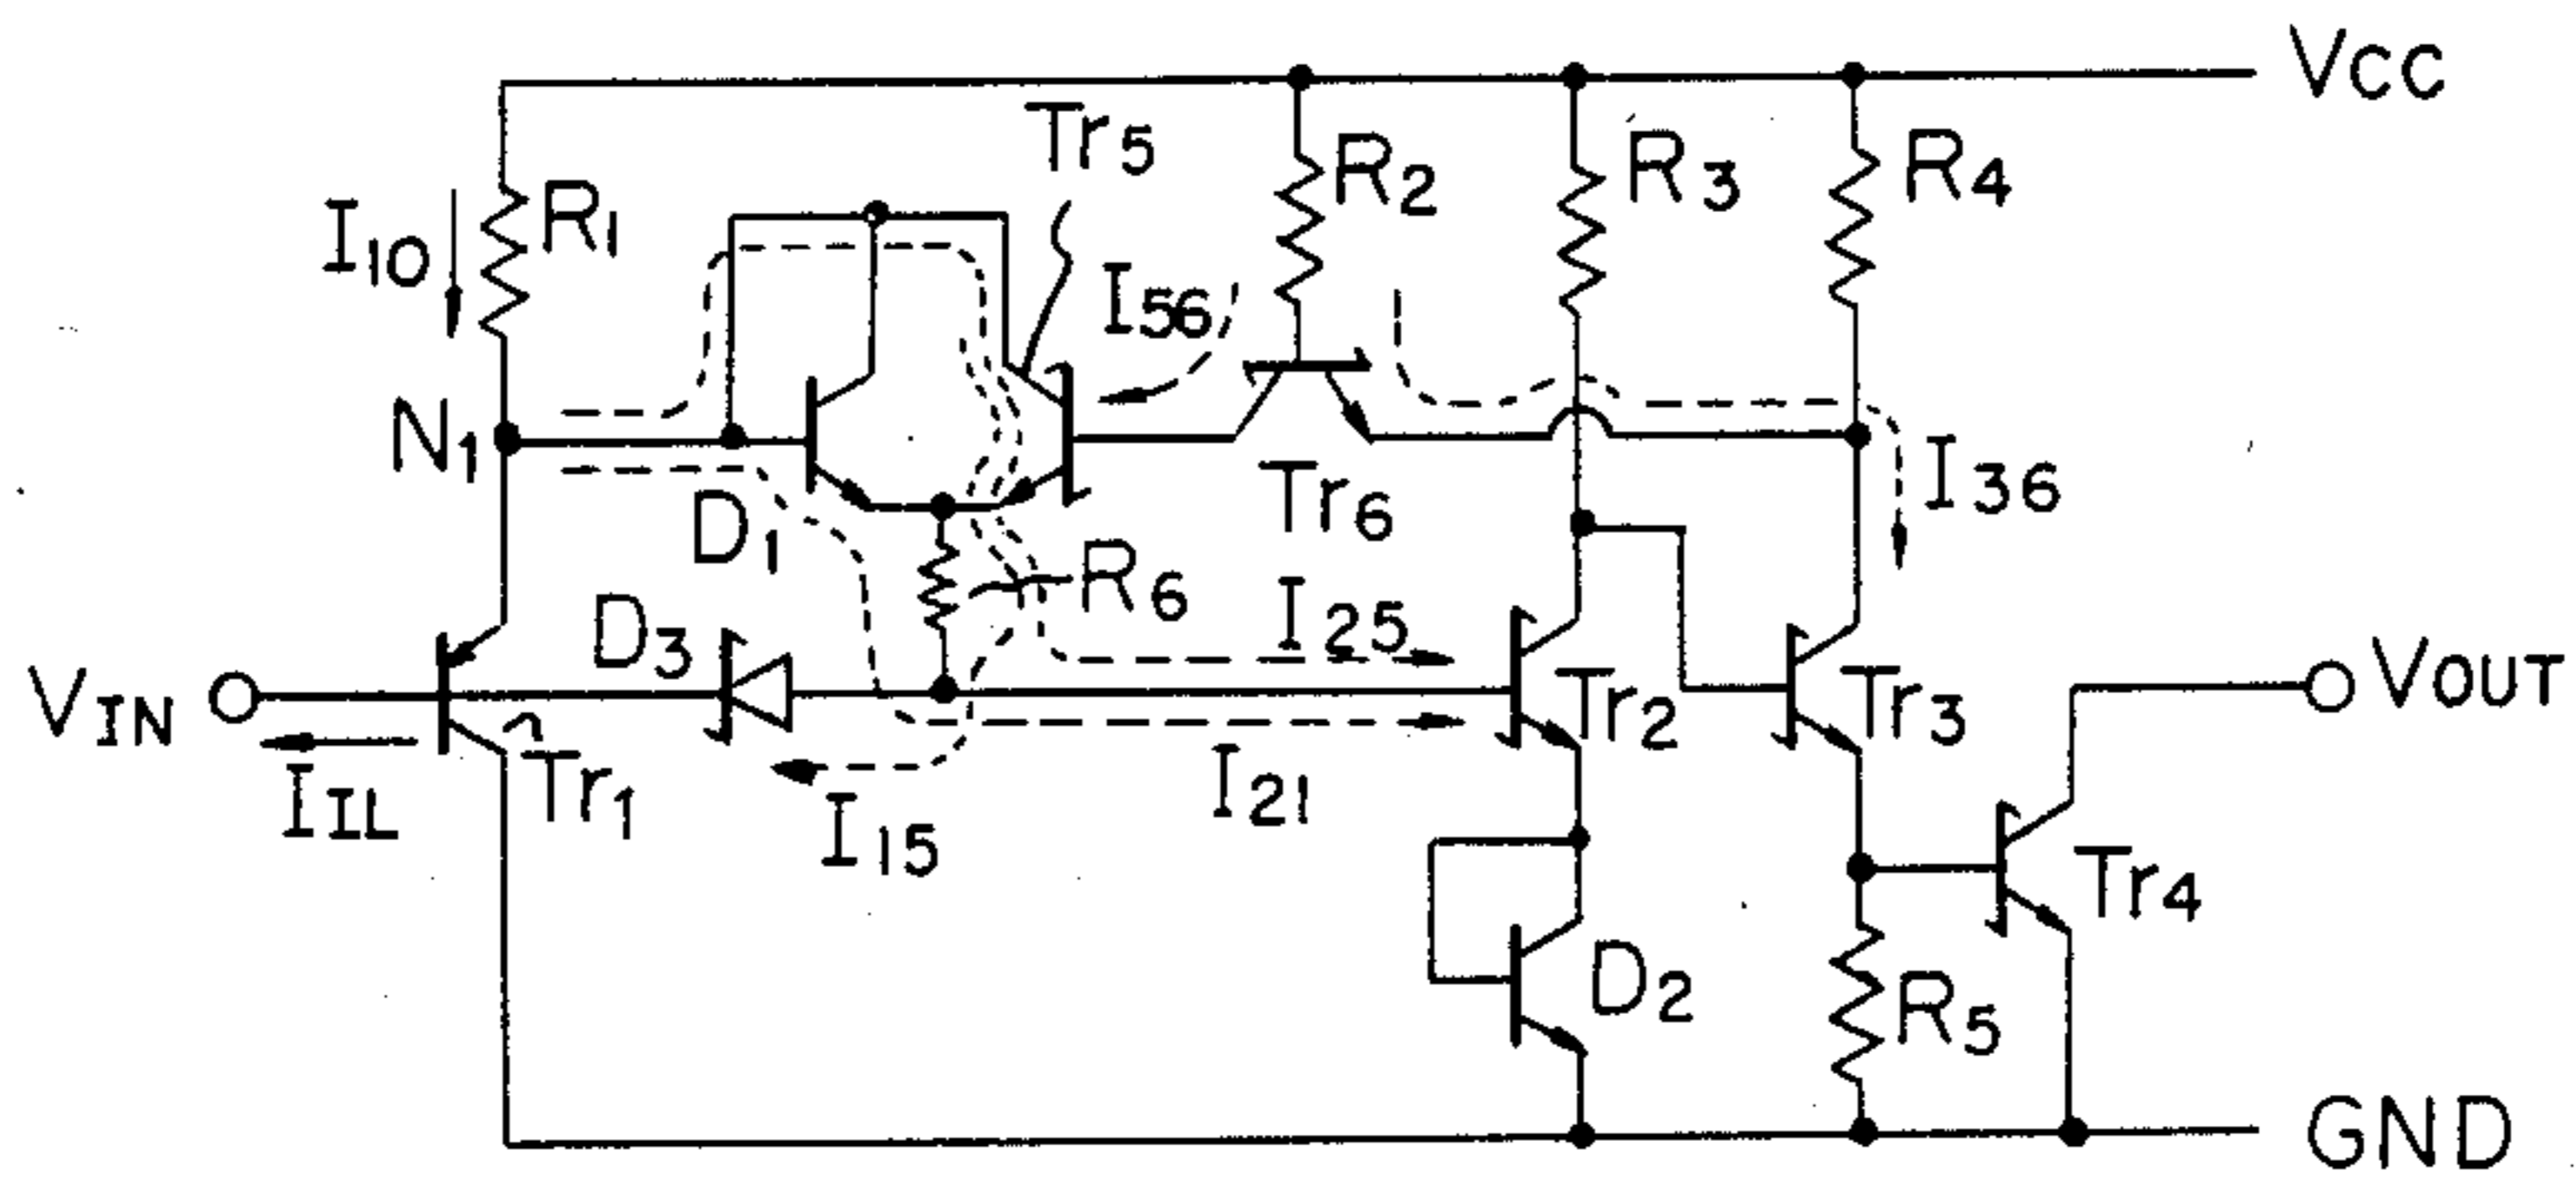 VCC
Tr5
R2
R3
R4
I10
R1
I56
N1
D1
Tr6
I36
R6
D3
I25
VIN
Tr1
Tr2
Tr3
VOUT
IIL
I15
I21
Tr4
D2
R5
GND